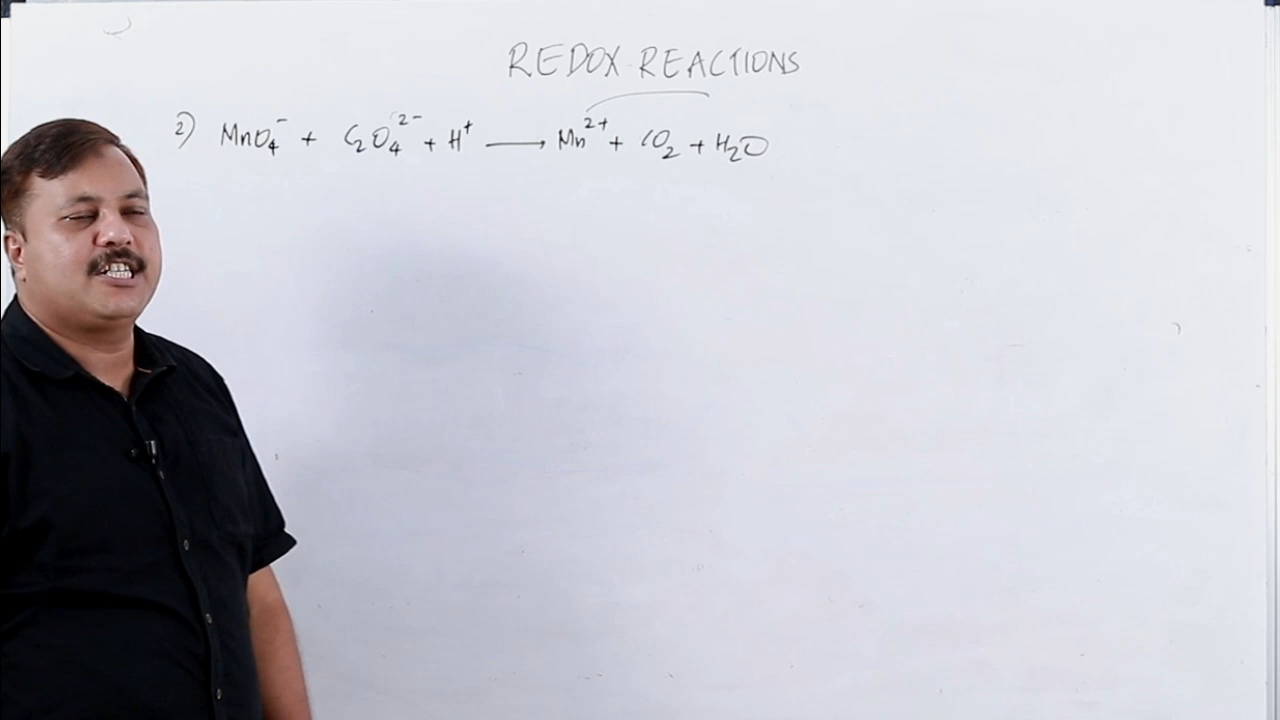 REDOX REACTIONS
2) MnO₄⁻ + C₂O₄²⁻ + H⁺ ⟶ Mn²⁺ + CO₂ + H₂O